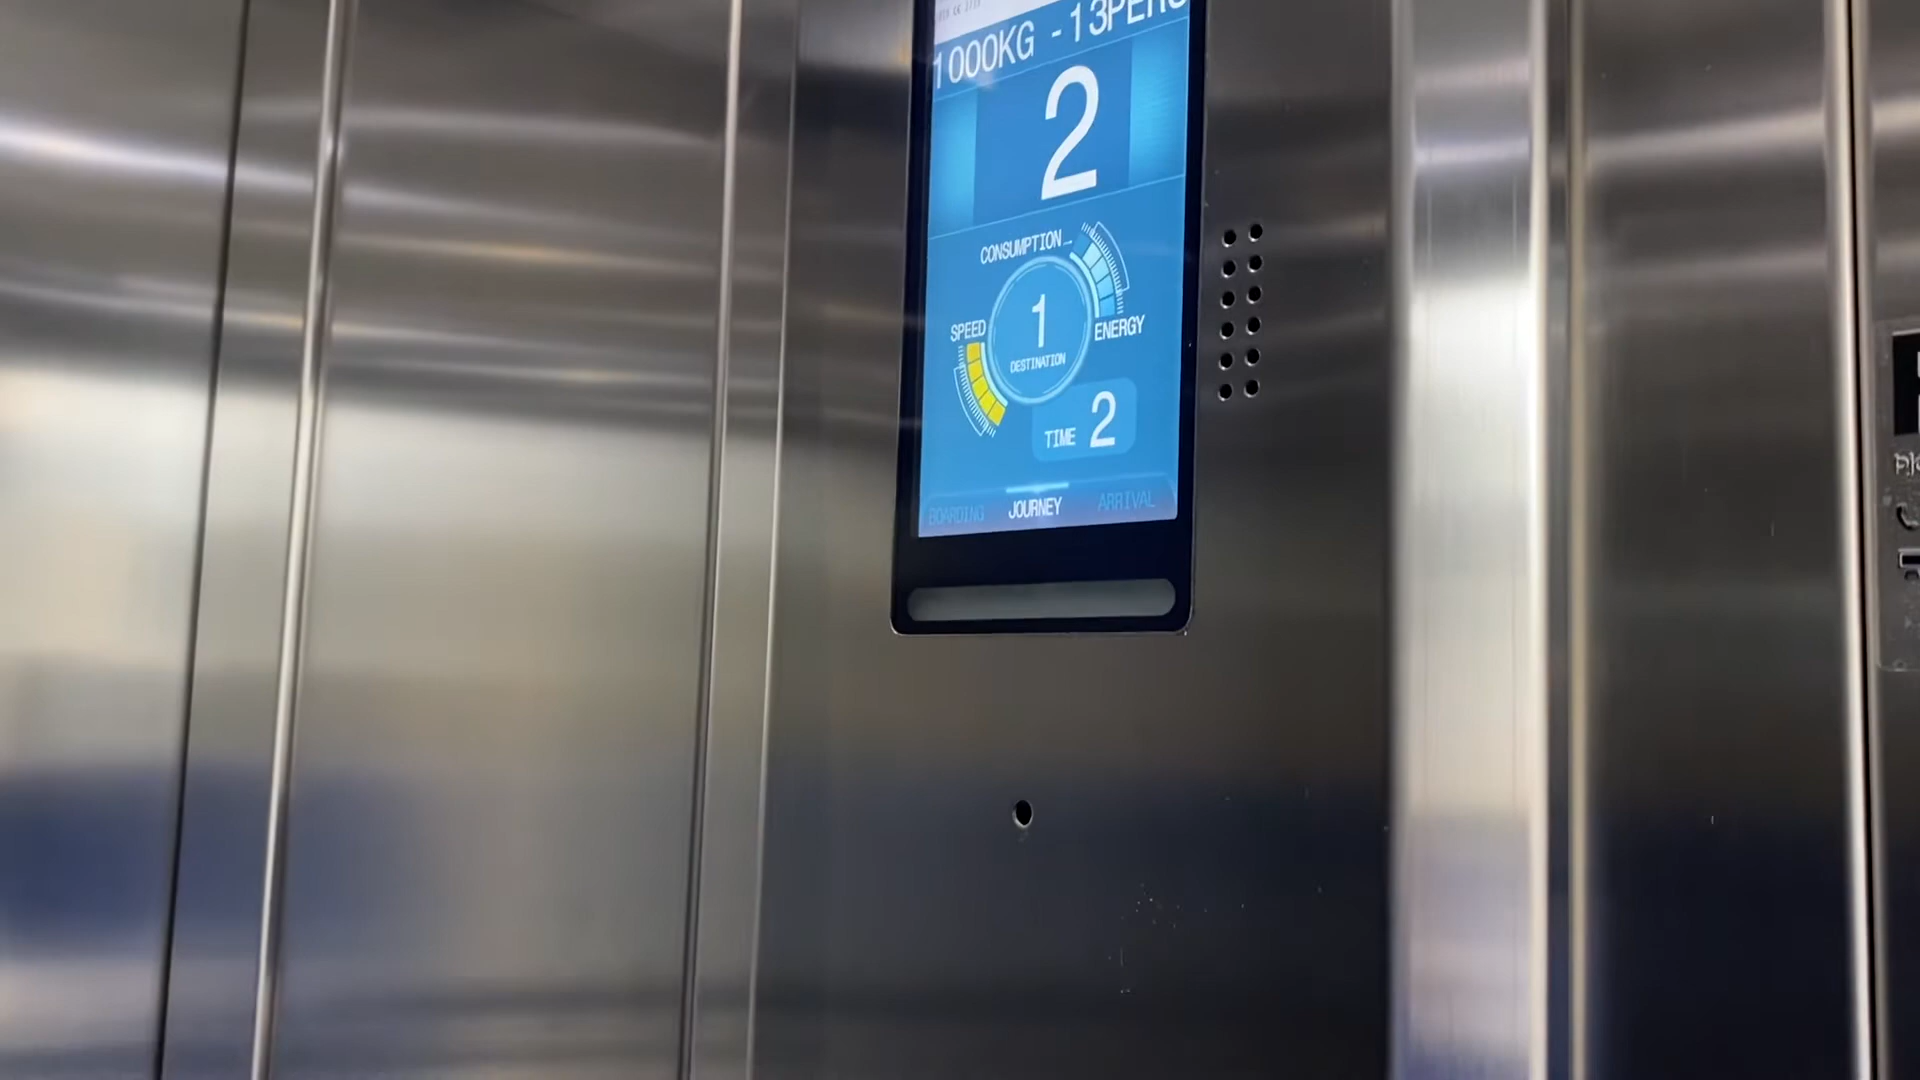 1000KG - 13PERS
2
CONSUMPTION
1
SPEED
ENERGY
DESTINATION
TIME 2
BOARDING JOURNEY ARRIVAL